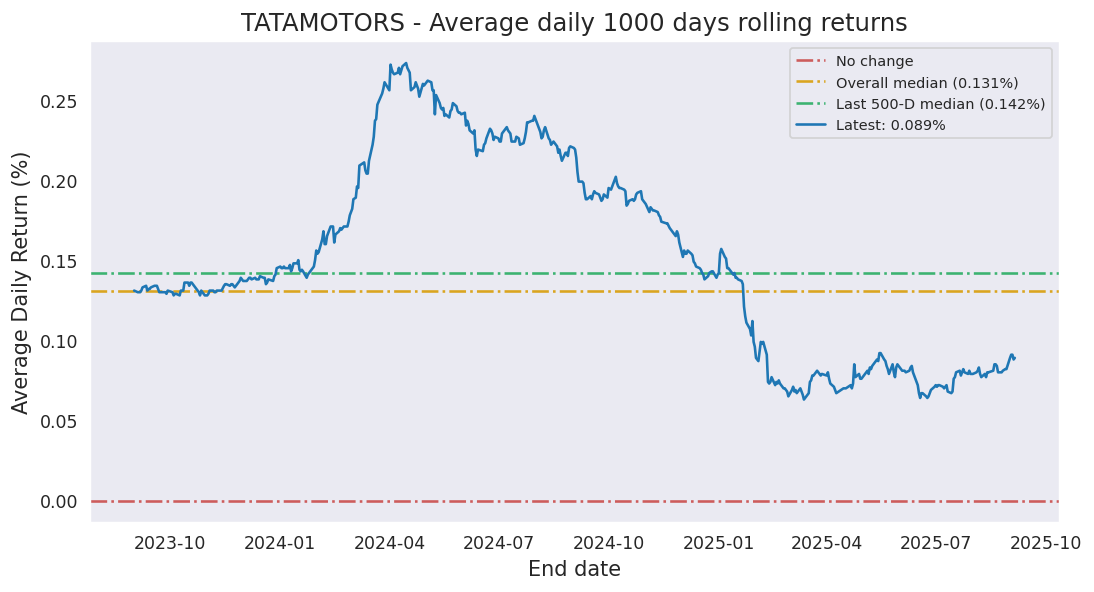 TATAMOTORS - Average daily 1000 days rolling returns
No change
Overall median (0.131%)
Last 500-D median (0.142%)
Latest: 0.089%
Average Daily Return (%)
0.25
0.20
0.15
0.10
0.05
0.00
2023-10
2024-01
2024-04
2024-07
2024-10
2025-01
2025-04
2025-07
2025-10
End date